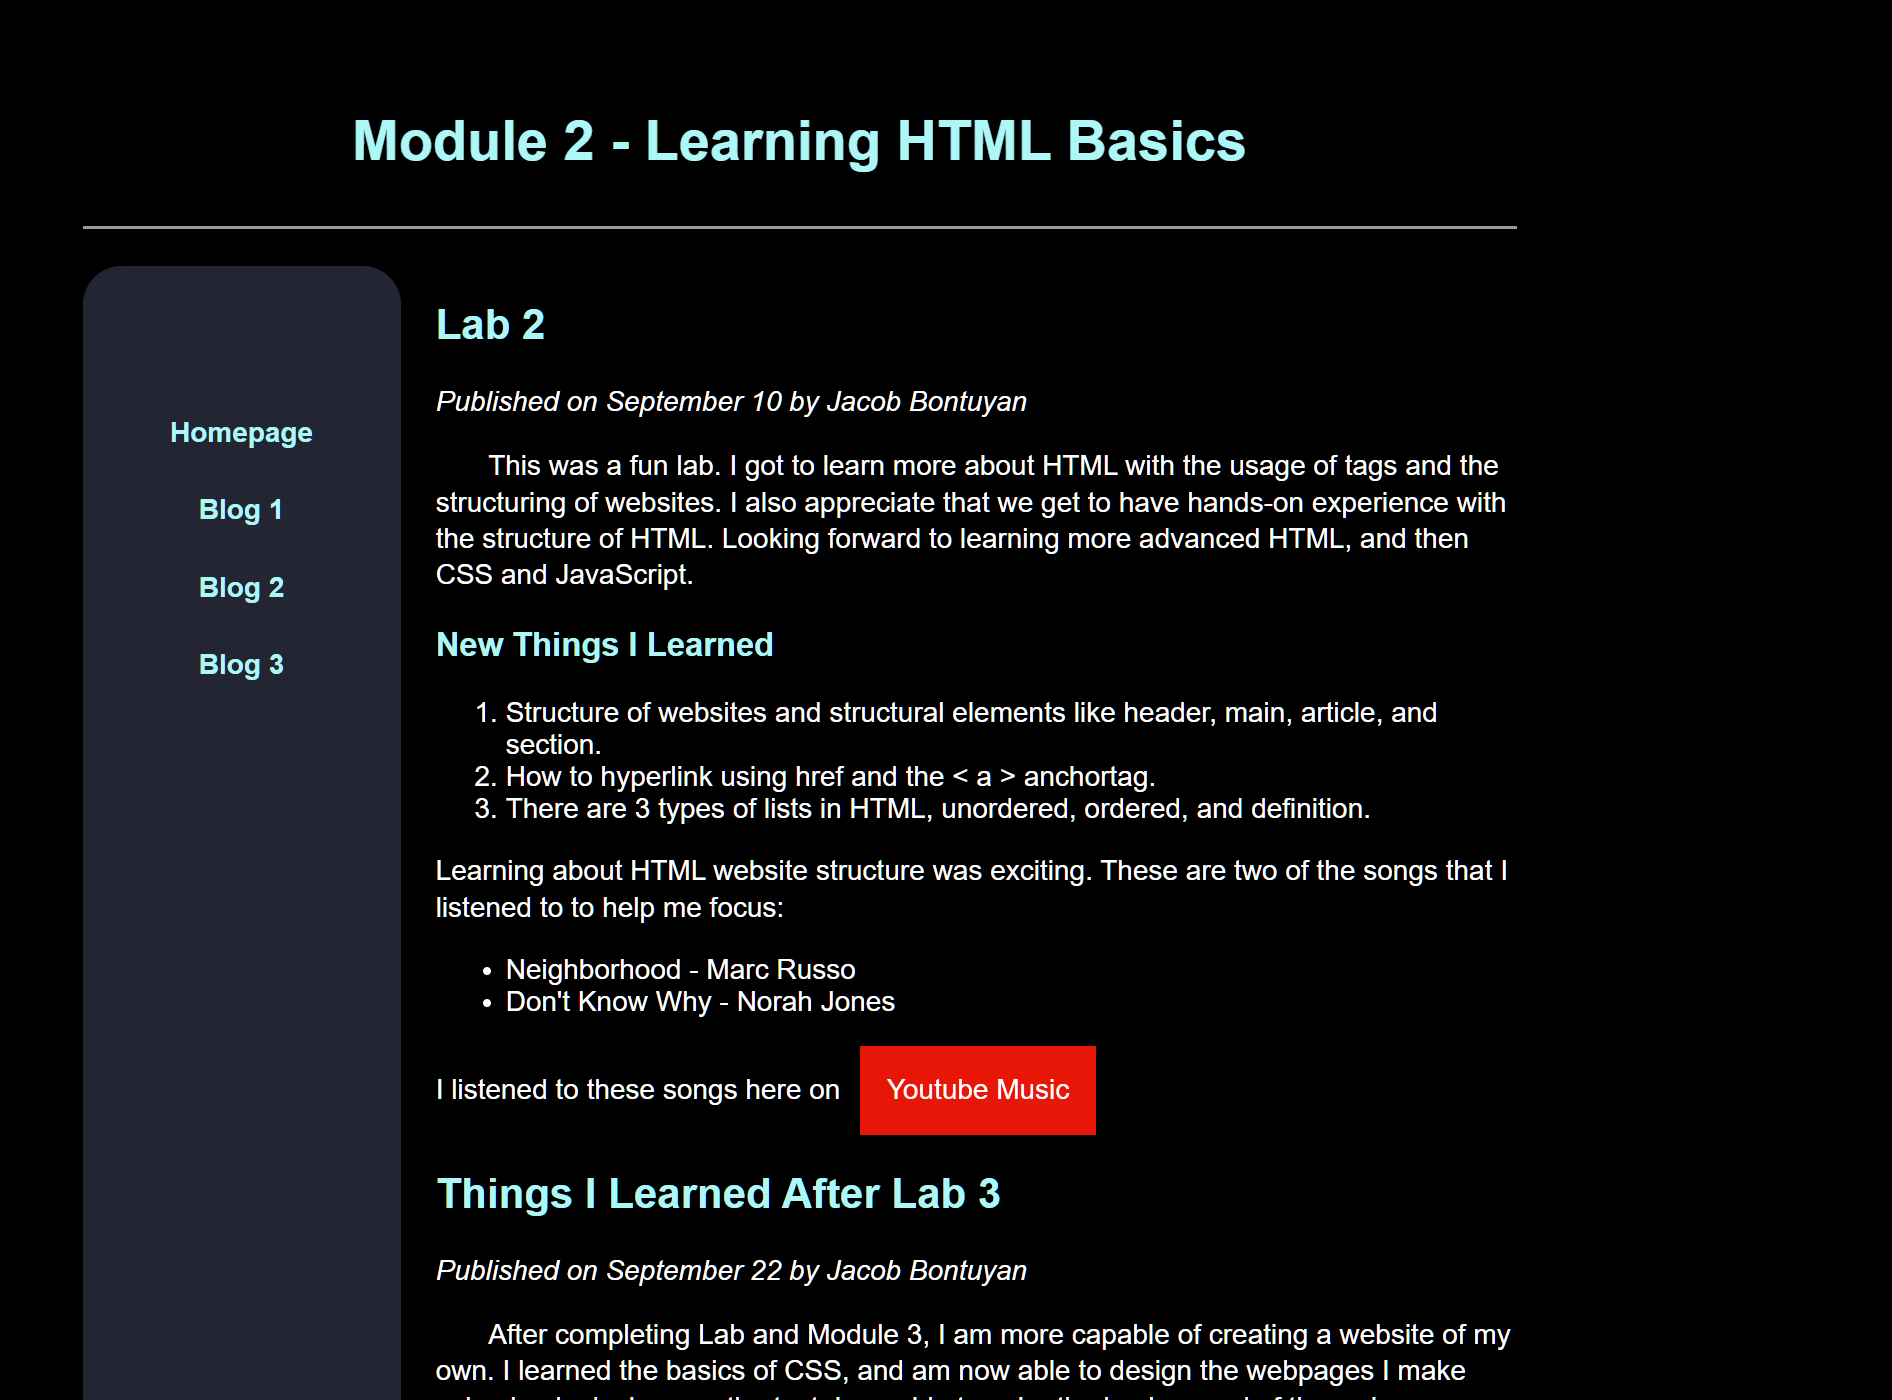 Module 2 - Learning HTML Basics
Homepage
Blog 1
Blog 2
Blog 3
Lab 2
Published on September 10 by Jacob Bontuyan
This was a fun lab. I got to learn more about HTML with the usage of tags and the
structuring of websites. I also appreciate that we get to have hands-on experience with
the structure of HTML. Looking forward to learning more advanced HTML, and then
CSS and JavaScript.
New Things I Learned
1. Structure of websites and structural elements like header, main, article, and
section.
2. How to hyperlink using href and the < a > anchortag.
3. There are 3 types of lists in HTML, unordered, ordered, and definition.
Learning about HTML website structure was exciting. These are two of the songs that I
listened to to help me focus:
• Neighborhood - Marc Russo
• Don't Know Why - Norah Jones
I listened to these songs here on Youtube Music
Things I Learned After Lab 3
Published on September 22 by Jacob Bontuyan
After completing Lab and Module 3, I am more capable of creating a website of my
own. I learned the basics of CSS, and am now able to design the webpages I make